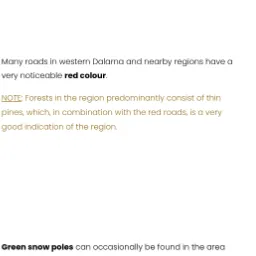 Many roads in western Dalarna and nearby regions have a
very noticeable red colour.
NOTE: Forests in the region predominantly consist of thin
pines, which, in combination with the red roads, is a very
good indication of the region.
Green snow poles can occasionally be found in the area